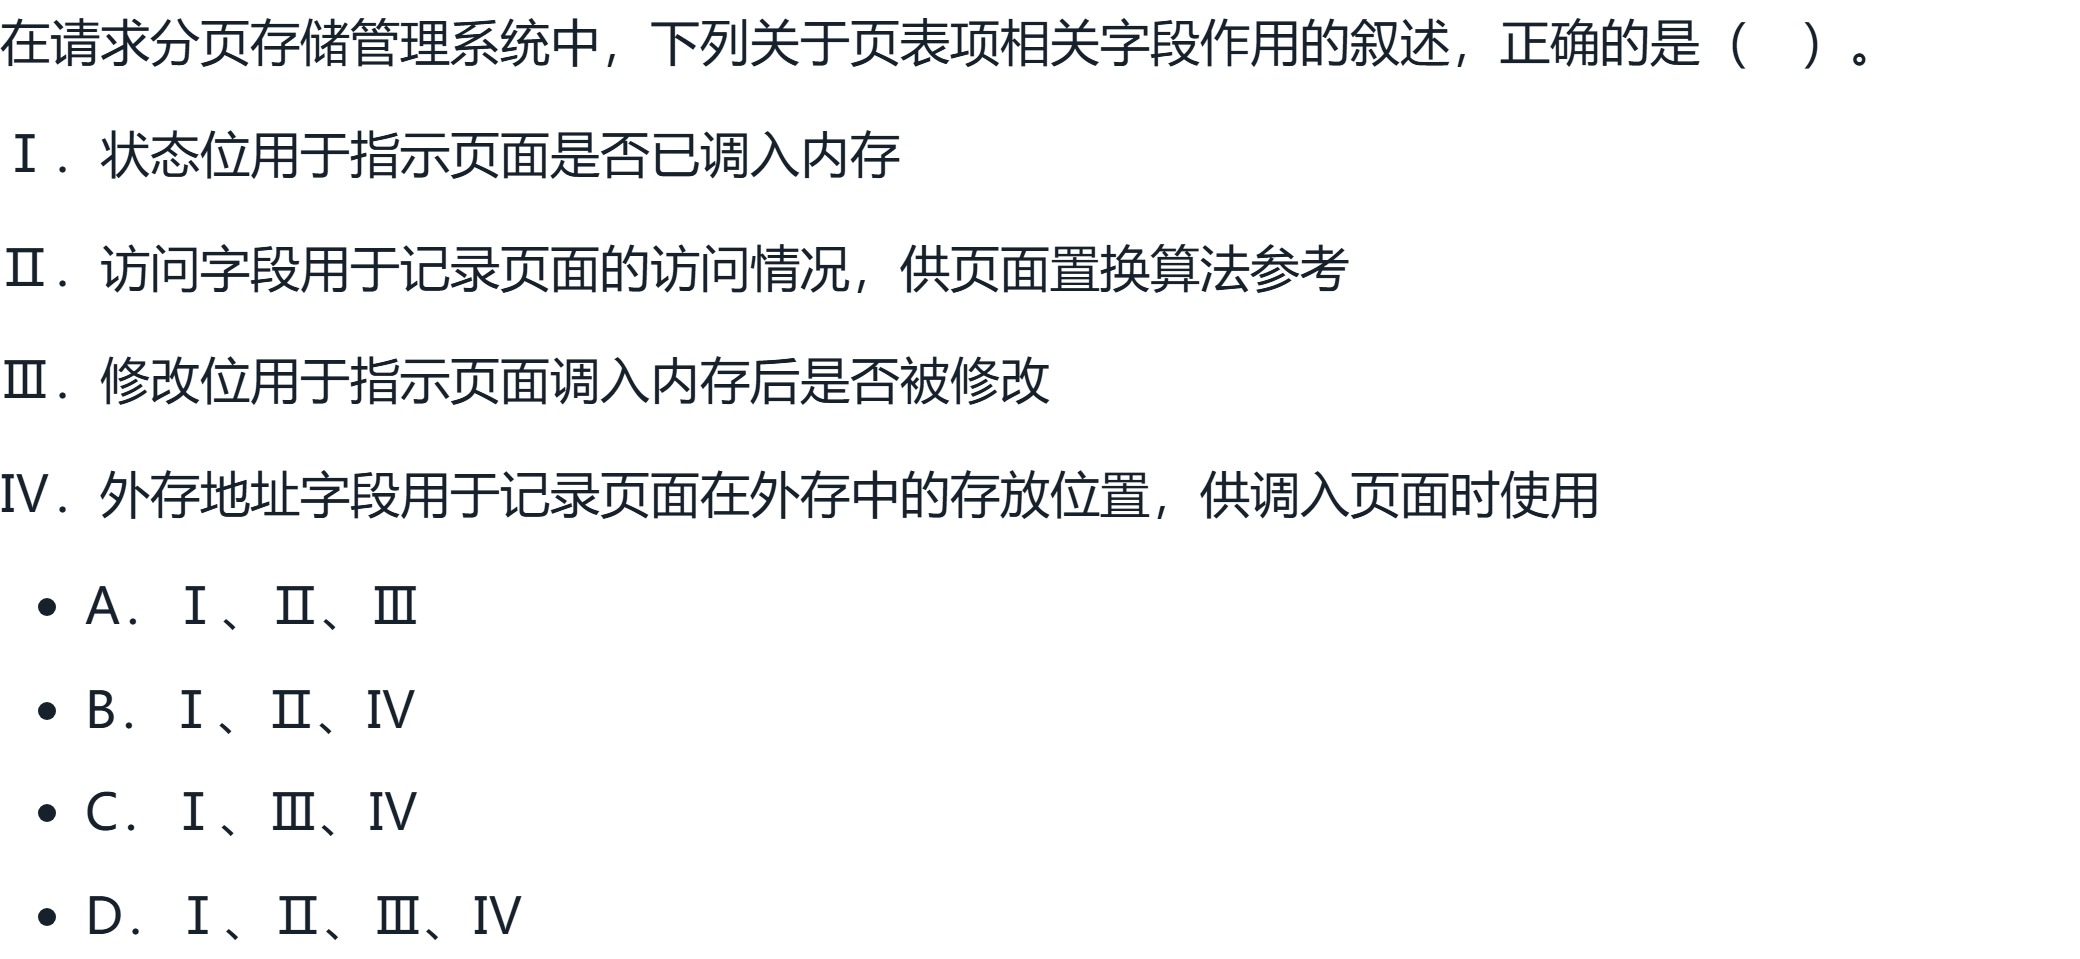 在请求分页存储管理系统中，下列关于页表项相关字段作用的叙述，正确的是（　）。
Ⅰ．状态位用于指示页面是否已调入内存
Ⅱ．访问字段用于记录页面的访问情况，供页面置换算法参考
Ⅲ．修改位用于指示页面调入内存后是否被修改
Ⅳ．外存地址字段用于记录页面在外存中的存放位置，供调入页面时使用
• A．Ⅰ、Ⅱ、Ⅲ
• B．Ⅰ、Ⅱ、Ⅳ
• C．Ⅰ、Ⅲ、Ⅳ
• D．Ⅰ、Ⅱ、Ⅲ、Ⅳ